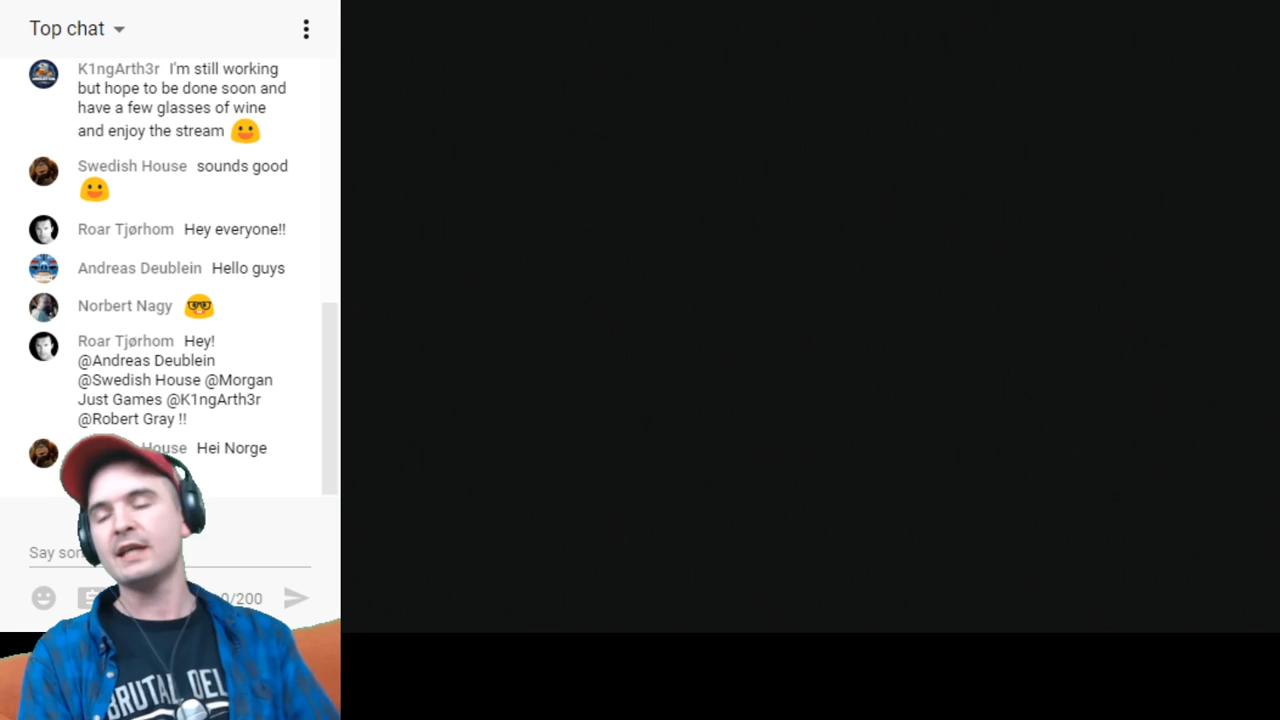 Top chat
K1ngArth3r I'm still working
but hope to be done soon and
have a few glasses of wine
and enjoy the stream
Swedish House sounds good
Roar Tjørhom Hey everyone!!
Andreas Deublein Hello guys
Norbert Nagy
Roar Tjørhom Hey!
@Andreas Deublein
@Swedish House @Morgan
Just Games @K1ngArth3r
@Robert Gray !!
House Hei Norge
Say
0/200
BRUTAL